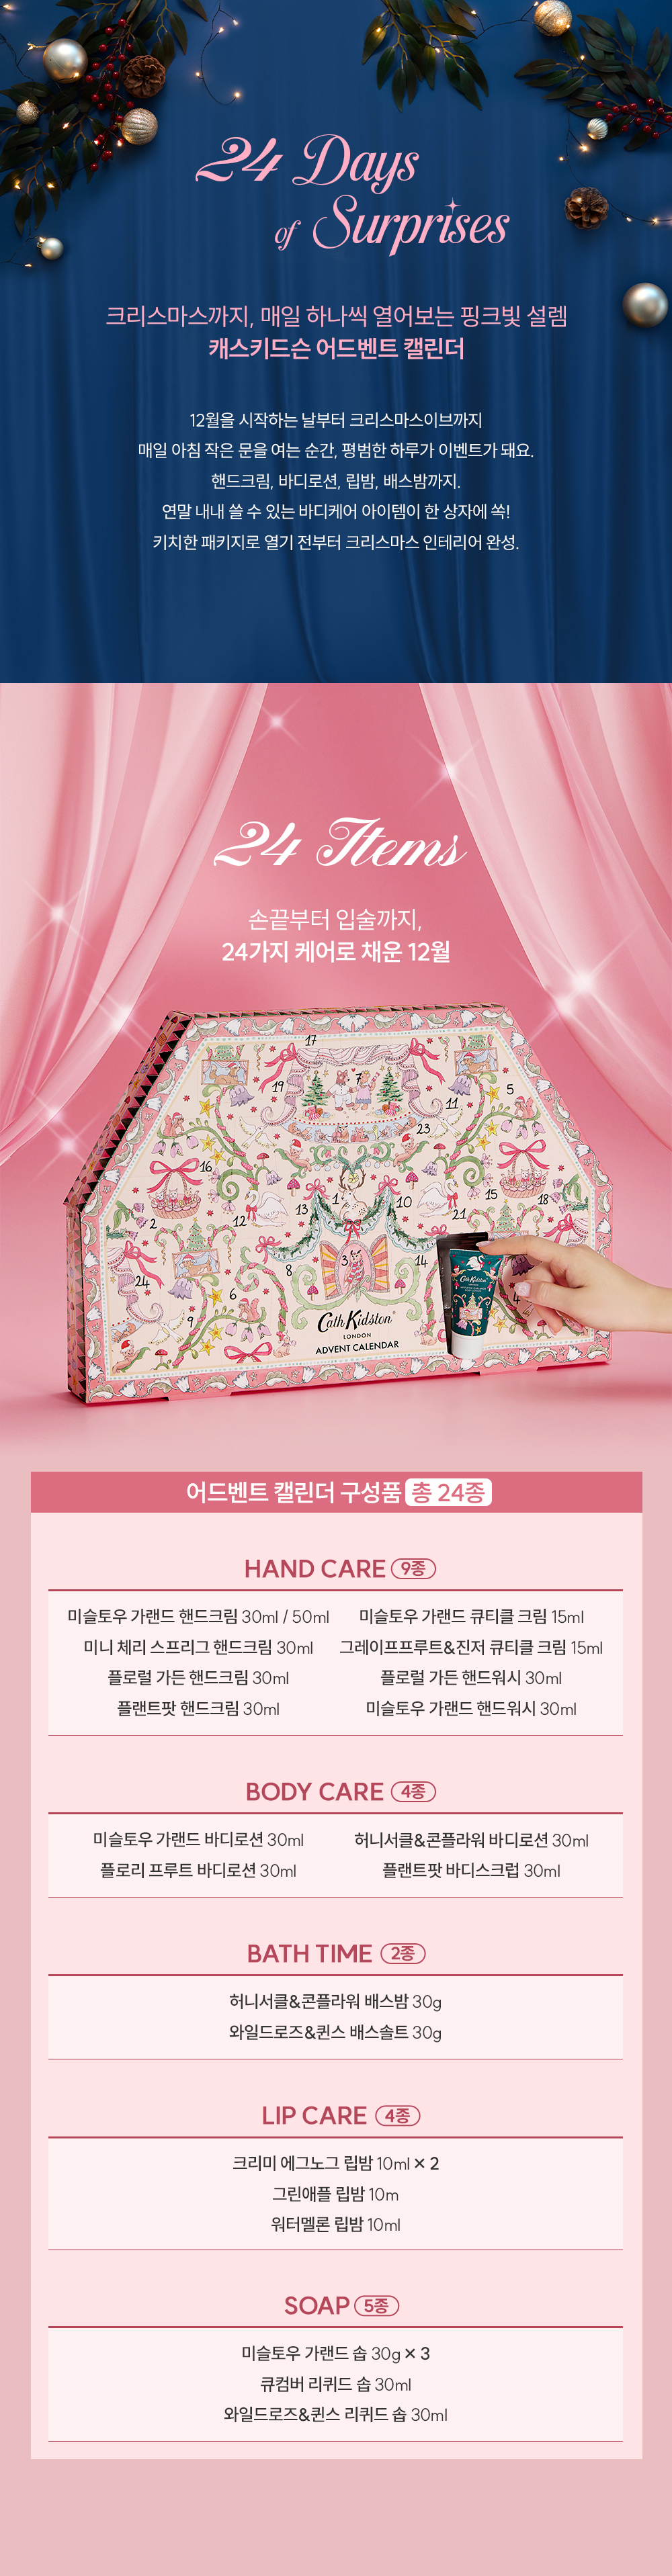 24 Days
of Surprises
크리스마스까지, 매일 하나씩 열어보는 핑크빛 설렘
캐스키드슨 어드벤트 캘린더
12월을 시작하는 날부터 크리스마스이브까지
매일 아침 작은 문을 여는 순간, 평범한 하루가 이벤트가 돼요.
핸드크림, 바디로션, 립밤, 배스밤까지.
연말 내내 쓸 수 있는 바디케어 아이템이 한 상자에 쏙!
키치한 패키지로 열기 전부터 크리스마스 인테리어 완성.
24 Items
손끝부터 입술까지,
24가지 케어로 채운 12월
17
19
7
5
11
23
16
15
18
13
1
10
2
12
21
14
3
8
24
6
4
9
Cath Kidston®
LONDON
ADVENT CALENDAR
Cath Kidston
어드벤트 캘린더 구성품 총 24종
HAND CARE 9종
미슬토우 가랜드 핸드크림 30ml / 50ml
미슬토우 가랜드 큐티클 크림 15ml
미니 체리 스프리그 핸드크림 30ml
그레이프프루트&진저 큐티클 크림 15ml
플로럴 가든 핸드크림 30ml
플로럴 가든 핸드워시 30ml
플랜트팟 핸드크림 30ml
미슬토우 가랜드 핸드워시 30ml
BODY CARE 4종
미슬토우 가랜드 바디로션 30ml
허니서클&콘플라워 바디로션 30ml
플로리 프루트 바디로션 30ml
플랜트팟 바디스크럽 30ml
BATH TIME 2종
허니서클&콘플라워 배스밤 30g
와일드로즈&퀸스 배스솔트 30g
LIP CARE 4종
크리미 에그노그 립밤 10ml × 2
그린애플 립밤 10m
워터멜론 립밤 10ml
SOAP 5종
미슬토우 가랜드 솝 30g × 3
큐컴버 리퀴드 솝 30ml
와일드로즈&퀸스 리퀴드 솝 30ml